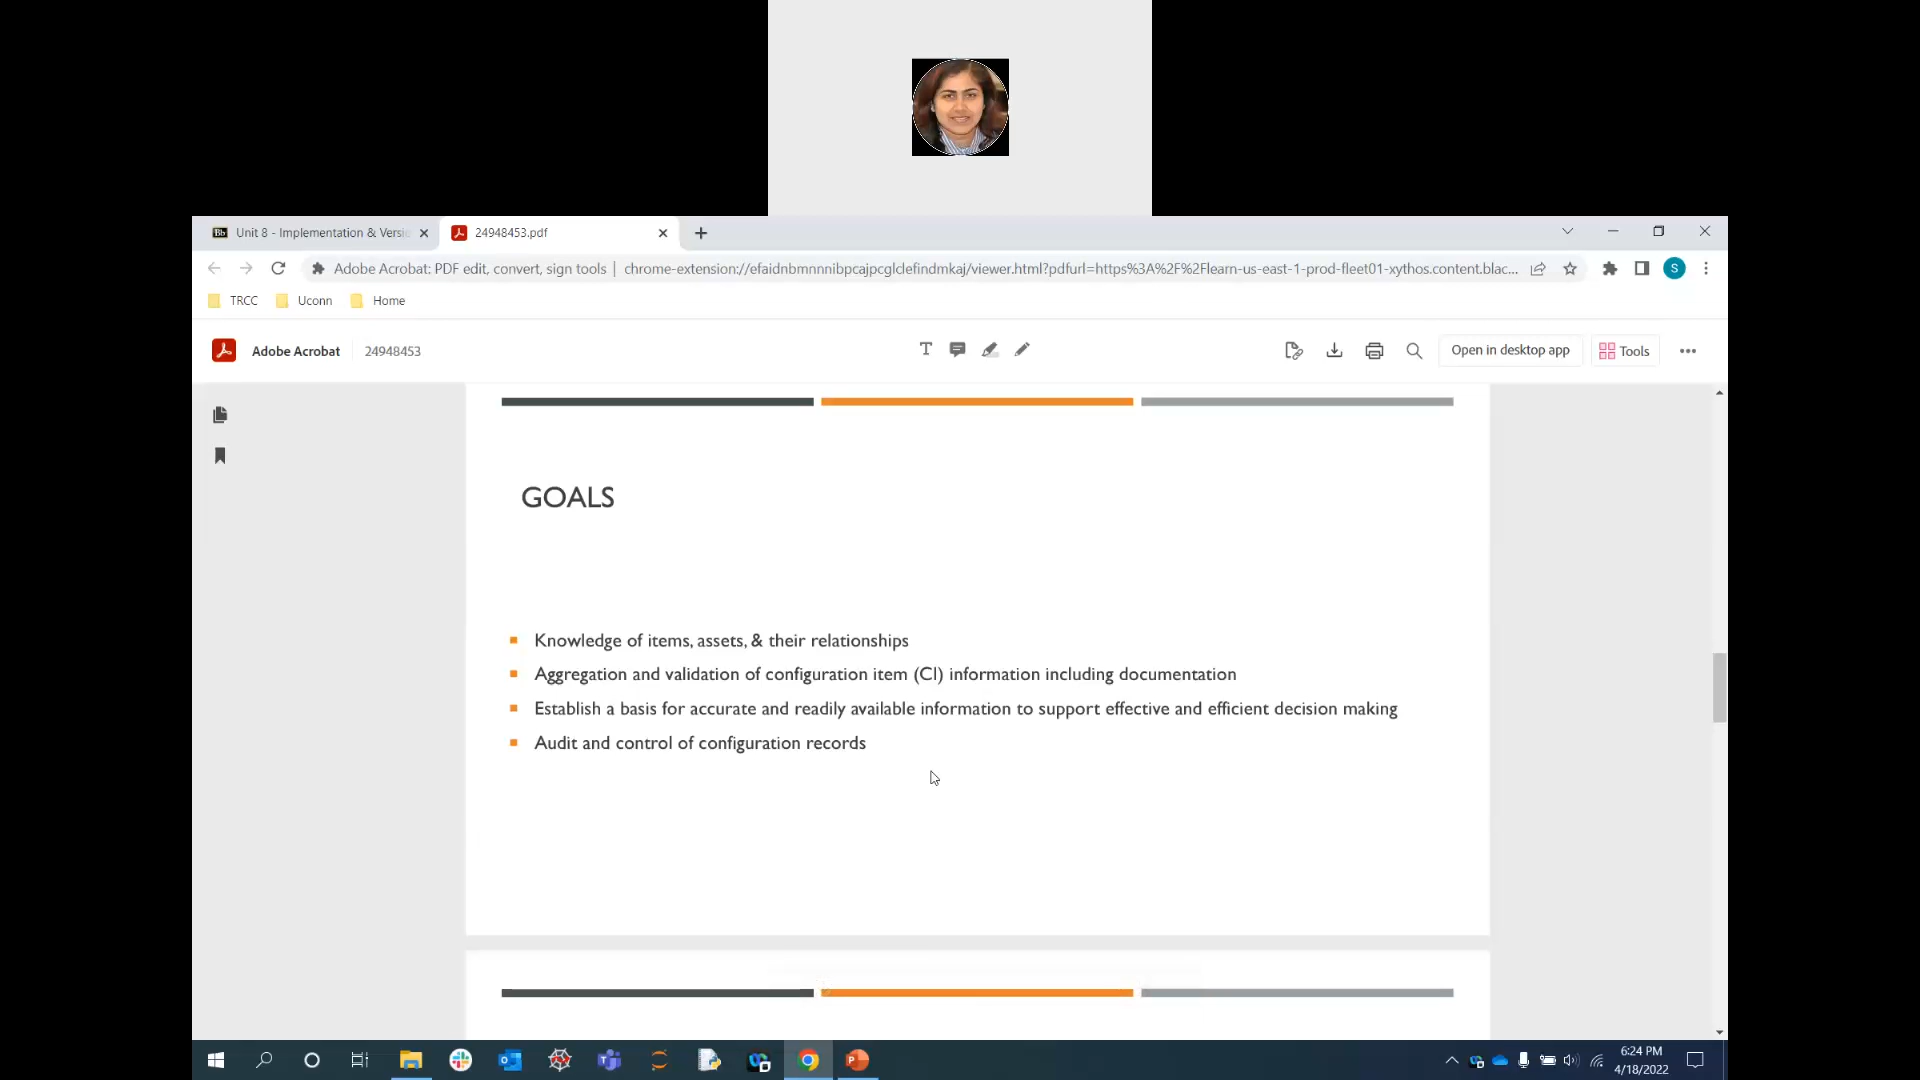 Unit 8 - Implementation & Versi
24948453.pdf
Adobe Acrobat: PDF edit, convert, sign tools | chrome-extension://efaidnbmnnnibpcajpcglclefindmkaj/viewer.html?pdfurl=https%3A%2F%2Flearn-us-east-1-prod-fleet01-xythos.content.blac...
S
TRCC Uconn Home
Adobe Acrobat 24948453
Open in desktop app Tools
GOALS
Knowledge of items, assets, & their relationships
Aggregation and validation of configuration item (CI) information including documentation
Establish a basis for accurate and readily available information to support effective and efficient decision making
Audit and control of configuration records
6:24 PM
4/18/2022